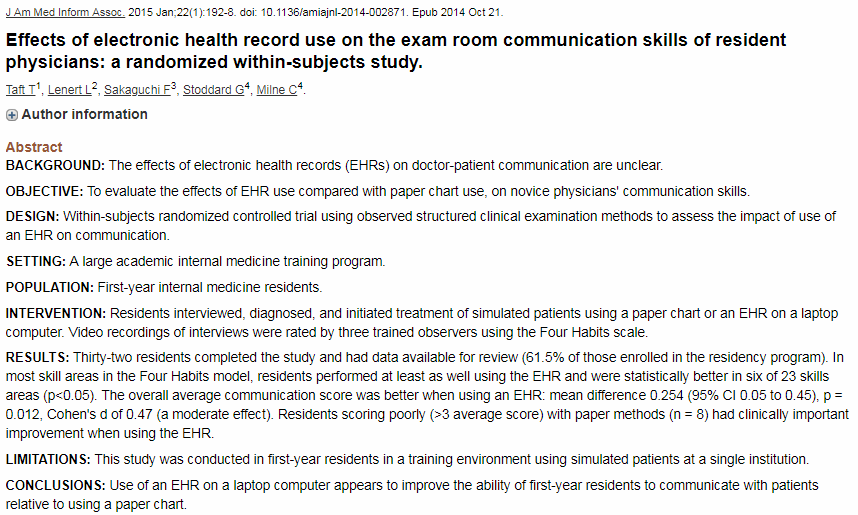 J Am Med Inform Assoc. 2015 Jan;22(1):192-8. doi: 10.1136/amiajnl-2014-002871. Epub 2014 Oct 21.
Effects of electronic health record use on the exam room communication skills of resident
physicians: a randomized within-subjects study.
Taft T1, Lenert L2, Sakaguchi F3, Stoddard G4, Milne C4.
Author information
Abstract
BACKGROUND: The effects of electronic health records (EHRs) on doctor-patient communication are unclear.
OBJECTIVE: To evaluate the effects of EHR use compared with paper chart use, on novice physicians' communication skills.
DESIGN: Within-subjects randomized controlled trial using observed structured clinical examination methods to assess the impact of use of
an EHR on communication.
SETTING: A large academic internal medicine training program.
POPULATION: First-year internal medicine residents.
INTERVENTION: Residents interviewed, diagnosed, and initiated treatment of simulated patients using a paper chart or an EHR on a laptop
computer. Video recordings of interviews were rated by three trained observers using the Four Habits scale.
RESULTS: Thirty-two residents completed the study and had data available for review (61.5% of those enrolled in the residency program). In
most skill areas in the Four Habits model, residents performed at least as well using the EHR and were statistically better in six of 23 skills
areas (p<0.05). The overall average communication score was better when using an EHR: mean difference 0.254 (95% CI 0.05 to 0.45), p =
0.012, Cohen's d of 0.47 (a moderate effect). Residents scoring poorly (>3 average score) with paper methods (n = 8) had clinically important
improvement when using the EHR.
LIMITATIONS: This study was conducted in first-year residents in a training environment using simulated patients at a single institution.
CONCLUSIONS: Use of an EHR on a laptop computer appears to improve the ability of first-year residents to communicate with patients
relative to using a paper chart.